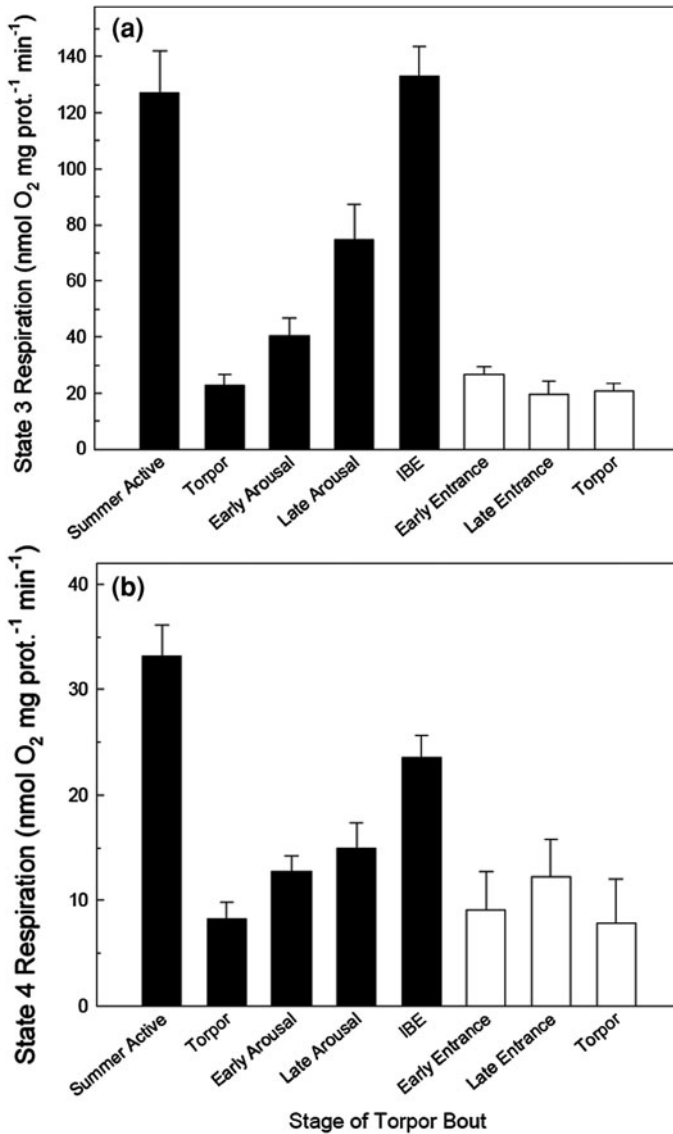 (a)
State 3 Respiration (nmol O₂ mg prot.⁻¹ min⁻¹)
140
120
100
80
60
40
20
0
Summer Active
Torpor
Early Arousal
Late Arousal
IBE
Early Entrance
Late Entrance
Torpor
(b)
State 4 Respiration (nmol O₂ mg prot.⁻¹ min⁻¹)
40
30
20
10
0
Summer Active
Torpor
Early Arousal
Late Arousal
IBE
Early Entrance
Late Entrance
Torpor
Stage of Torpor Bout